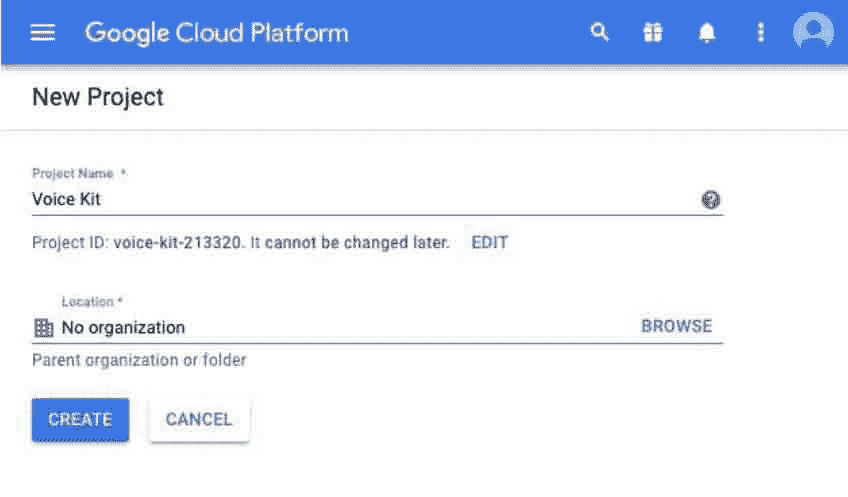 Google Cloud Platform
New Project
Project Name *
Voice Kit
Project ID: voice-kit-213320. It cannot be changed later. EDIT
Location *
No organization BROWSE
Parent organization or folder
CREATE CANCEL